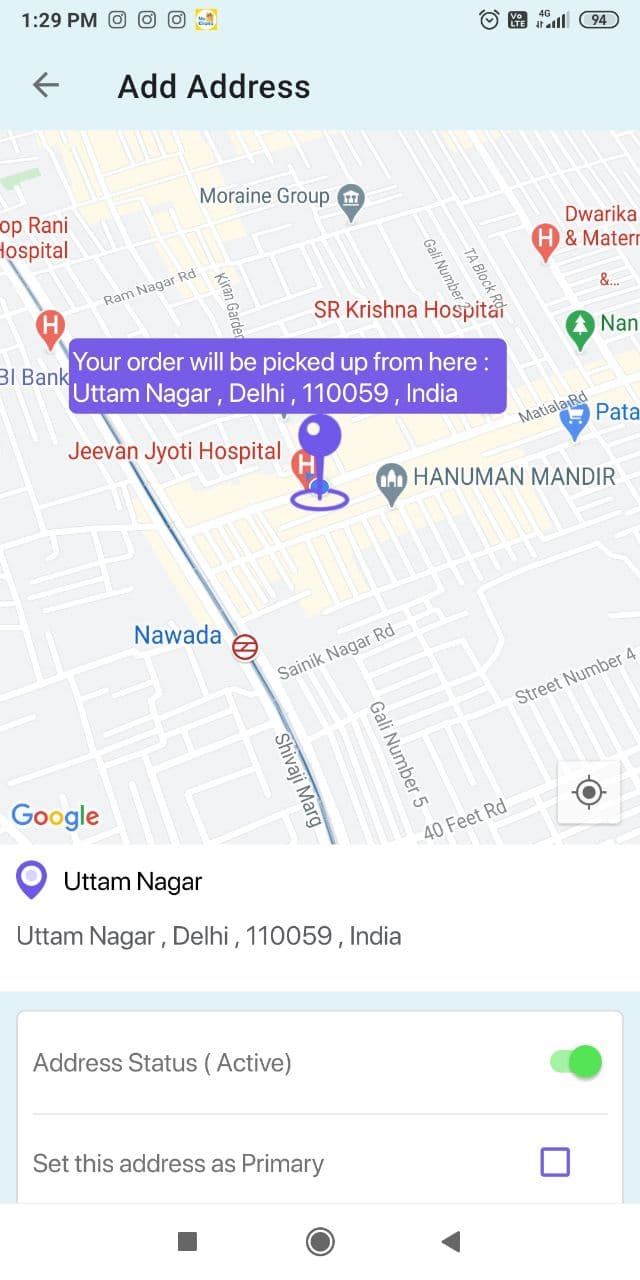 1:29 PM
VoLTE 4G 94
Add Address
Moraine Group
Dwarika
op Rani
Hospital
& Matern
&...
Ram Nagar Rd
Kiran Garden
Gali Number 2
TA Block Rd
SR Krishna Hospital
Nan
Your order will be picked up from here :
Uttam Nagar , Delhi , 110059 , India
BI Bank
Matiala Rd
Pata
Jeevan Jyoti Hospital
HANUMAN MANDIR
Nawada
Sainik Nagar Rd
Street Number 4
Gali Number 5
Shivaji Marg
40 Feet Rd
Google
Uttam Nagar
Uttam Nagar , Delhi , 110059 , India
Address Status ( Active)
Set this address as Primary